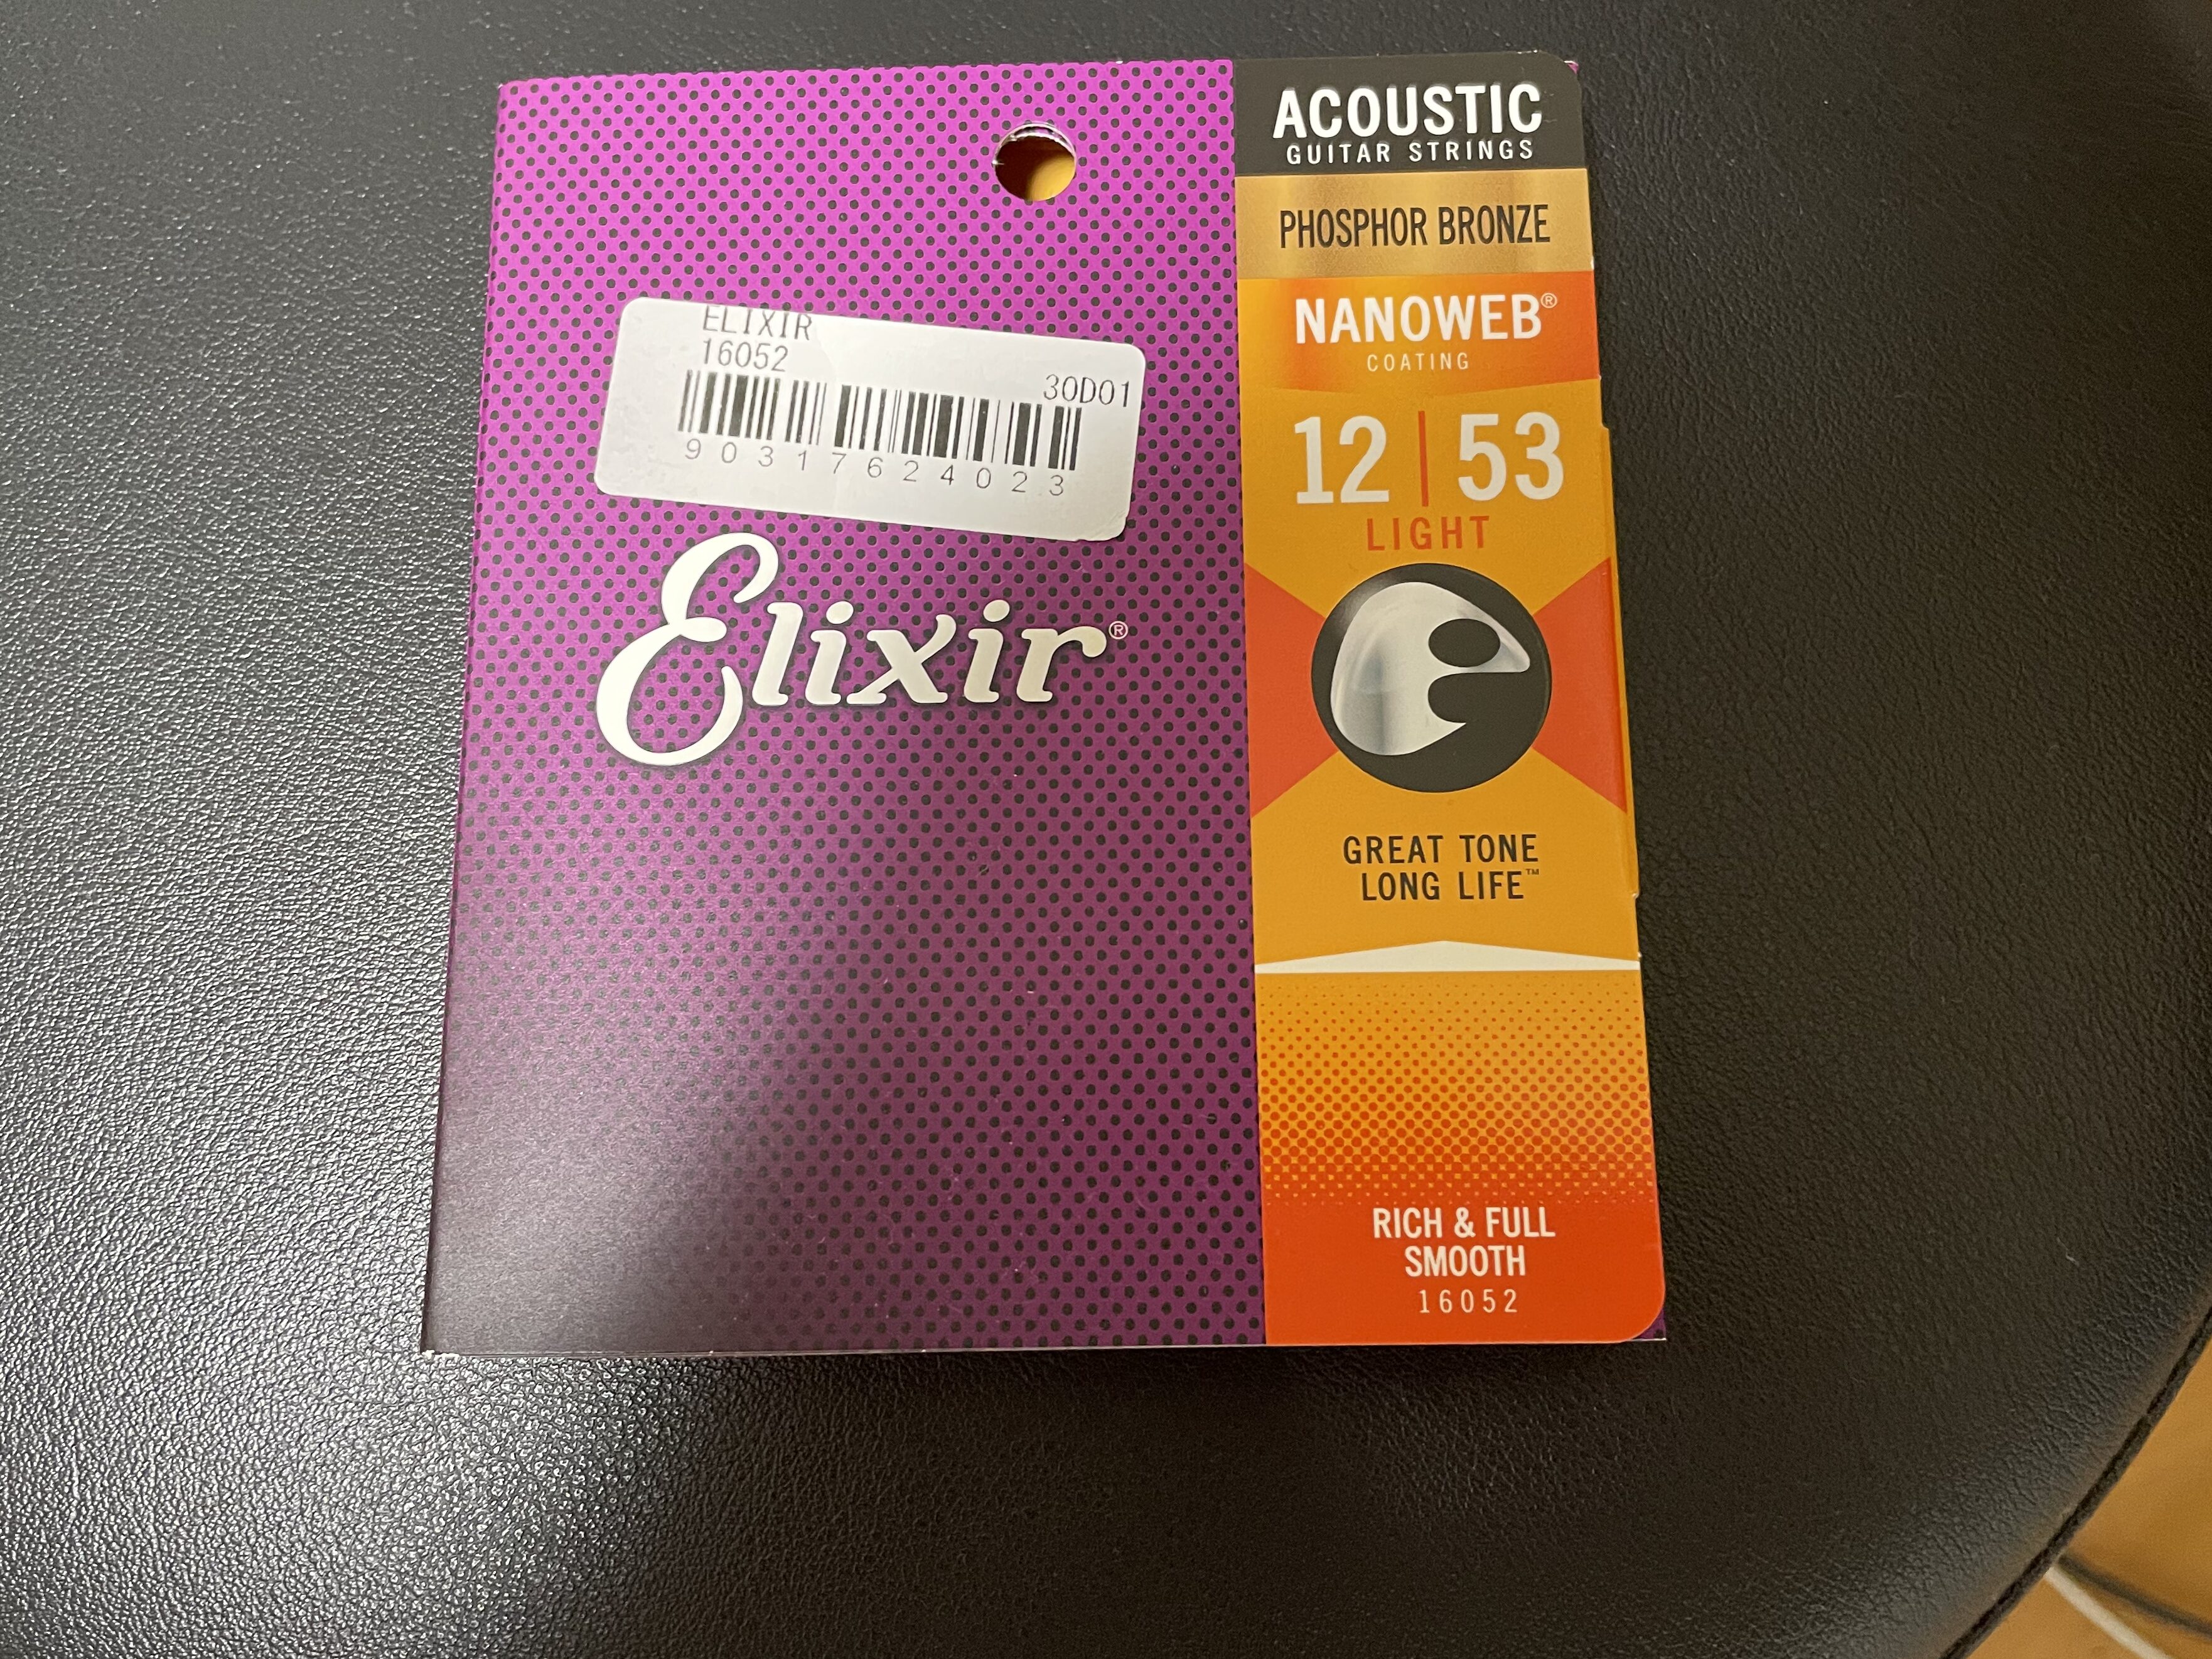 ELIXIR
16052
30D01
90317624023
Elixir®
ACOUSTIC
GUITAR STRINGS
PHOSPHOR BRONZE
NANOWEB®
COATING
12 | 53
LIGHT
GREAT TONE
LONG LIFE™
RICH & FULL
SMOOTH
16052